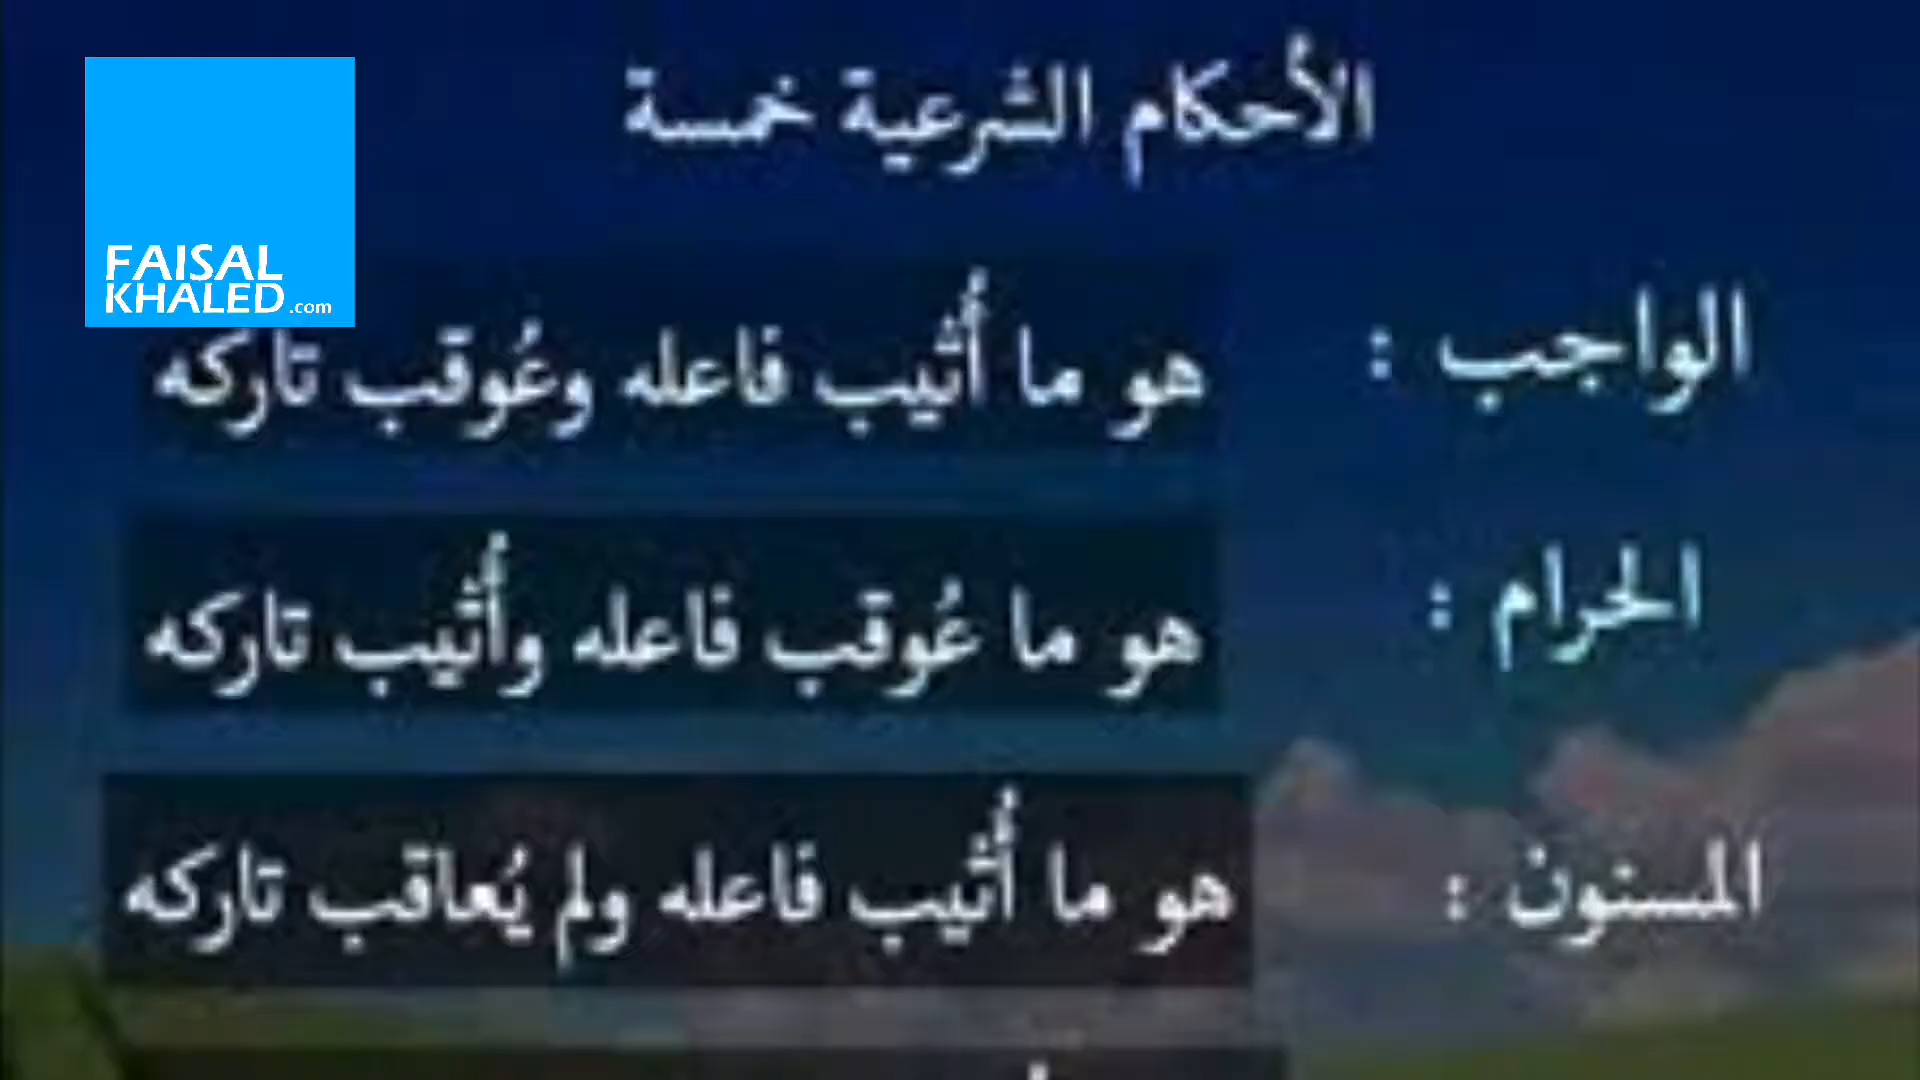 الأحكام الشرعية خمسة
FAISAL
KHALED.com
الواجب : هو ما أُثيب فاعله وعُوقب تاركه
الحرام : هو ما عُوقب فاعله وأُثيب تاركه
المسنون : هو ما أُثيب فاعله ولم يُعاقب تاركه